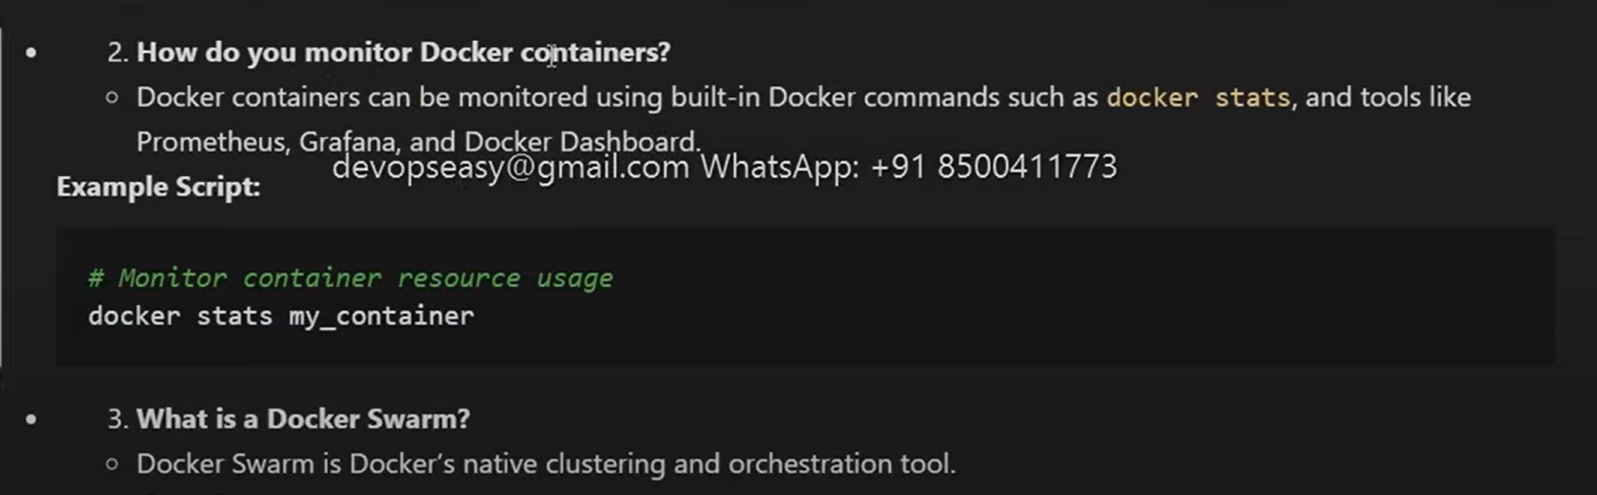 2. How do you monitor Docker containers?
Docker containers can be monitored using built-in Docker commands such as docker stats, and tools like
Prometheus, Grafana, and Docker Dashboard.
devopseasy@gmail.com WhatsApp: +91 8500411773
Example Script:
# Monitor container resource usage
docker stats my_container
3. What is a Docker Swarm?
Docker Swarm is Docker’s native clustering and orchestration tool.